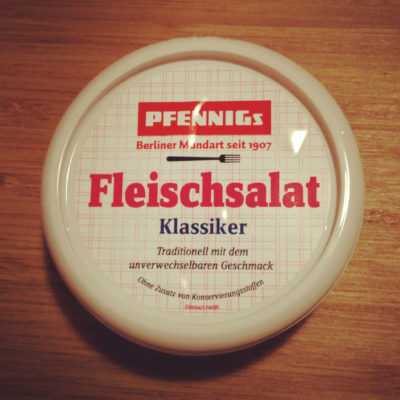 PFENNIGS
Berliner Mundart seit 1907
Fleischsalat
Klassiker
Traditionell mit dem
unverwechselbaren Geschmack
Ohne Zusatz von Konservierungsstoffen